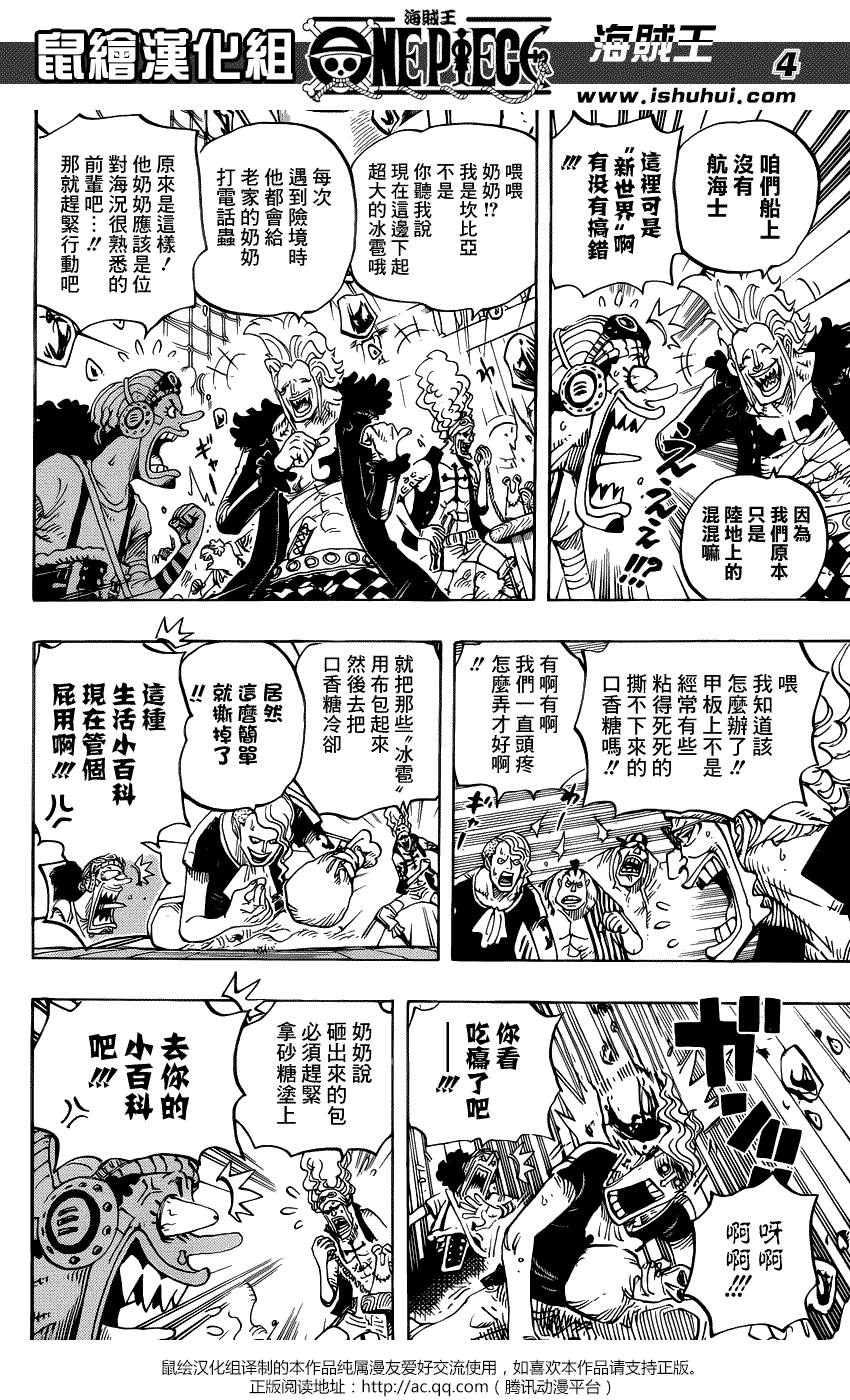 鼠繪漢化組
海賊王
ONE PIECE
海賊王
4
www.ishuhui.com
咱們船上
沒有
航海士
這裡可是
“新世界”啊
有没有搞错
!!!
因為
我們原本
只是
陸地上的
混混嘛
えええ!!!?
喂喂
奶奶!?
我是坎比亞
不是
你聽我說
現在這邊下起
超大的冰雹哦
每次
遇到險境時
他都會給
老家的奶奶
打電話蟲
原來是這樣!
他奶奶應該是位
對海況很熟悉的
前輩吧…!!
那就趕緊行動吧
喂
我知道該
怎麼辦了!!
甲板上不是
經常有些
粘得死死的
撕不下來的
口香糖嗎!!
有啊有啊
我們一直頭疼
怎麼弄才好啊
!!
就把那些“冰雹”
用布包起來
然後去把
口香糖冷卻
居然
這麼簡單
就撕掉了
!!
這種
生活小百科
現在管個
屁用啊!!!
你看
吃癟了吧
——
!!!
ガン
呀啊
啊啊
啊!!!
奶奶說
砸出來的包
必須趕緊
拿砂糖塗上
去你的
小百科
吧!!!
鼠绘汉化组译制的本作品纯属漫友爱好交流使用，如喜欢本作品请支持正版。
正版阅读地址：http://ac.qq.com（腾讯动漫平台）